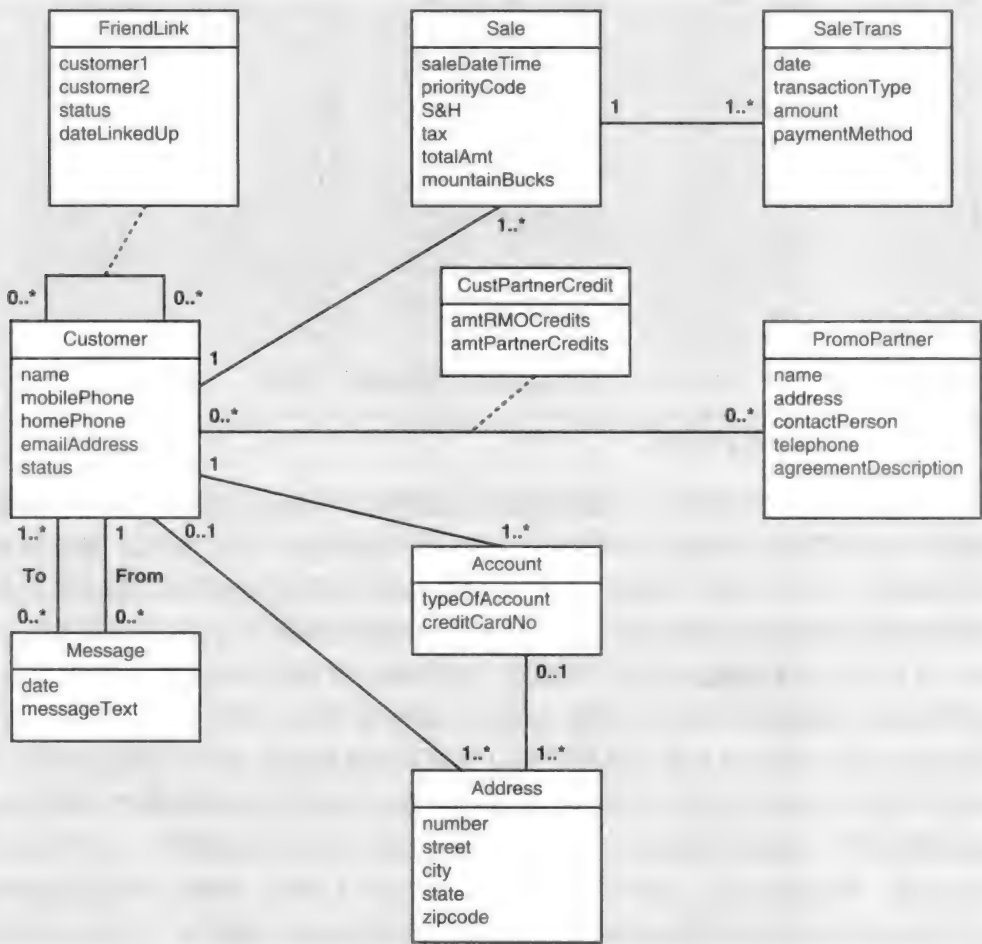 FriendLink
customer1
customer2
status
dateLinkedUp
Sale
saleDateTime
priorityCode
S&H
tax
totalAmt
mountainBucks
SaleTrans
date
transactionType
amount
paymentMethod
1
1..*
1..*
0..*
0..*
CustPartnerCredit
amtRMOCredits
amtPartnerCredits
Customer
name
mobilePhone
homePhone
emailAddress
status
PromoPartner
name
address
contactPerson
telephone
agreementDescription
1
0..*
0..*
1
1..*
1..*
1
0..1
To
From
0..*
0..*
Account
typeOfAccount
creditCardNo
0..1
Message
date
messageText
1..*
1..*
Address
number
street
city
state
zipcode